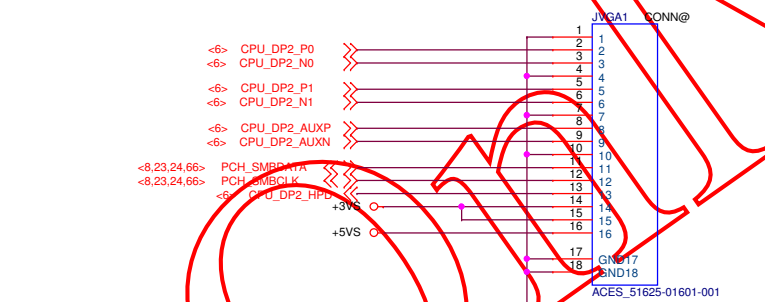 JVGA1 CONN@
1 1
<6> CPU_DP2_P0 2 2
<6> CPU_DP2_N0 3 3
4 4
<6> CPU_DP2_P1 5 5
<6> CPU_DP2_N1 6 6
7 7
<6> CPU_DP2_AUXP 8 8
<6> CPU_DP2_AUXN 9 9
10 10
<8,23,24,66> PCH_SMBDATA 11 11
<8,23,24,66> PCH_SMBCLK 12 12
<6> CPU_DP2_HPD 13 13
+3VS 14 14
15 15
+5VS 16 16
17 GND17
18 GND18
ACES_51625-01601-001